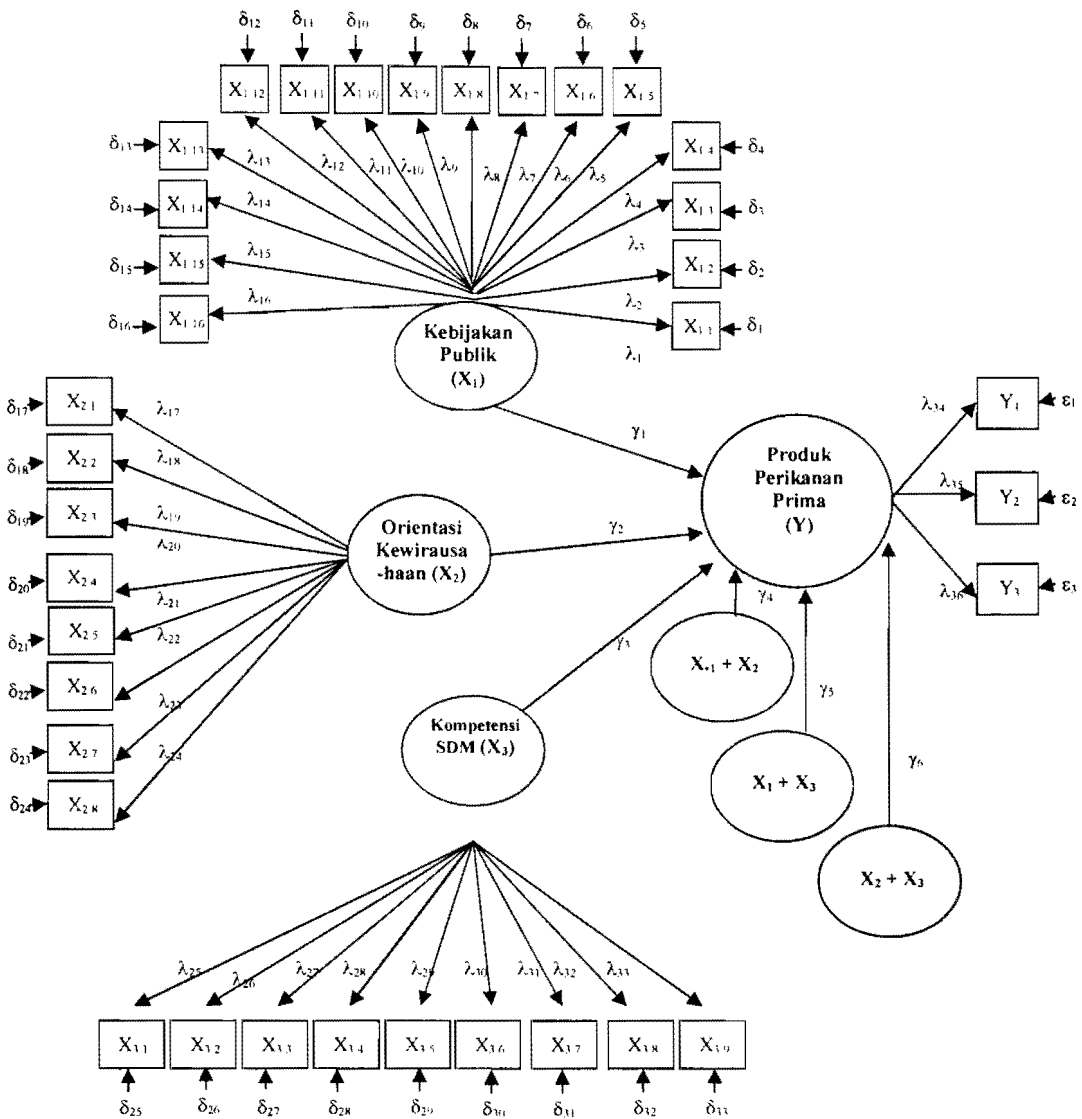 δ12 δ11 δ10 δ9 δ8 δ7 δ6 δ5
X1.12 X1.11 X1.10 X1.9 X1.8 X1.7 X1.6 X1.5
δ13 X1.13 λ13 λ12 λ11 λ10 λ9 λ8 λ7 λ6 λ5 X1.4 δ4
δ14 X1.14 λ14 λ4 X1.3 δ3
δ15 X1.15 λ15 λ3 X1.2 δ2
δ16 X1.16 λ16 λ2 X1.1 δ1
λ1
Kebijakan
Publik
(X1)
γ1
δ17 X2.1 λ17
δ18 X2.2 λ18
δ19 X2.3 λ19
λ20
δ20 X2.4 λ21
δ21 X2.5 λ22
δ22 X2.6 λ23
δ23 X2.7 λ24
δ24 X2.8
Orientasi
Kewirausa
-haan (X2)
γ2
Produk
Perikanan
Prima
(Y)
λ34 Y1 ε1
λ35 Y2 ε2
λ36 Y3 ε3
γ3
γ4
X1 + X2
γ5
X1 + X3
γ6
X2 + X3
Kompetensi
SDM (X3)
λ25 λ26 λ27 λ28 λ29 λ30 λ31 λ32 λ33
X3.1 X3.2 X3.3 X3.4 X3.5 X3.6 X3.7 X3.8 X3.9
δ25 δ26 δ27 δ28 δ29 δ30 δ31 δ32 δ33